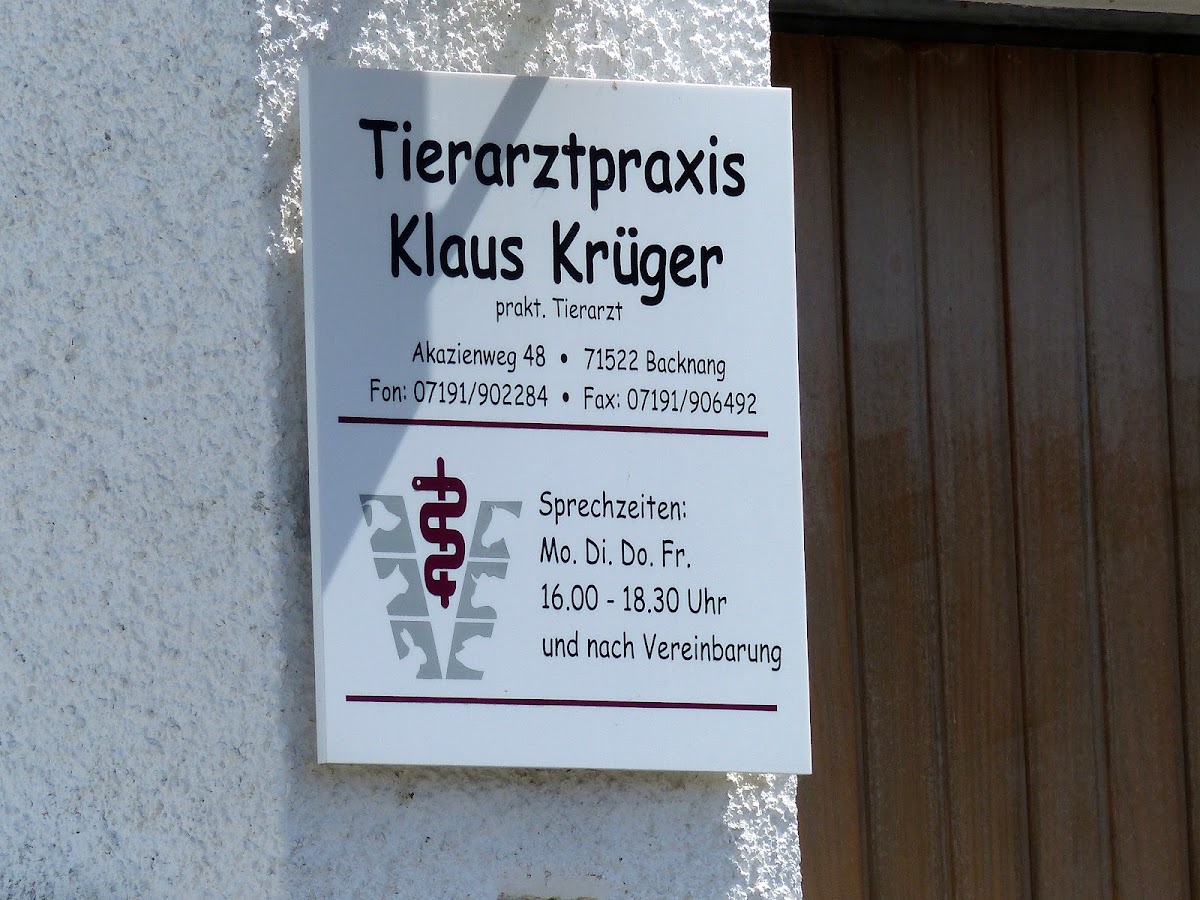 Tierarztpraxis
Klaus Krüger
prakt. Tierarzt
Akazienweg 48 • 71522 Backnang
Fon: 07191/902284 • Fax: 07191/906492
Sprechzeiten:
Mo. Di. Do. Fr.
16.00 - 18.30 Uhr
und nach Vereinbarung